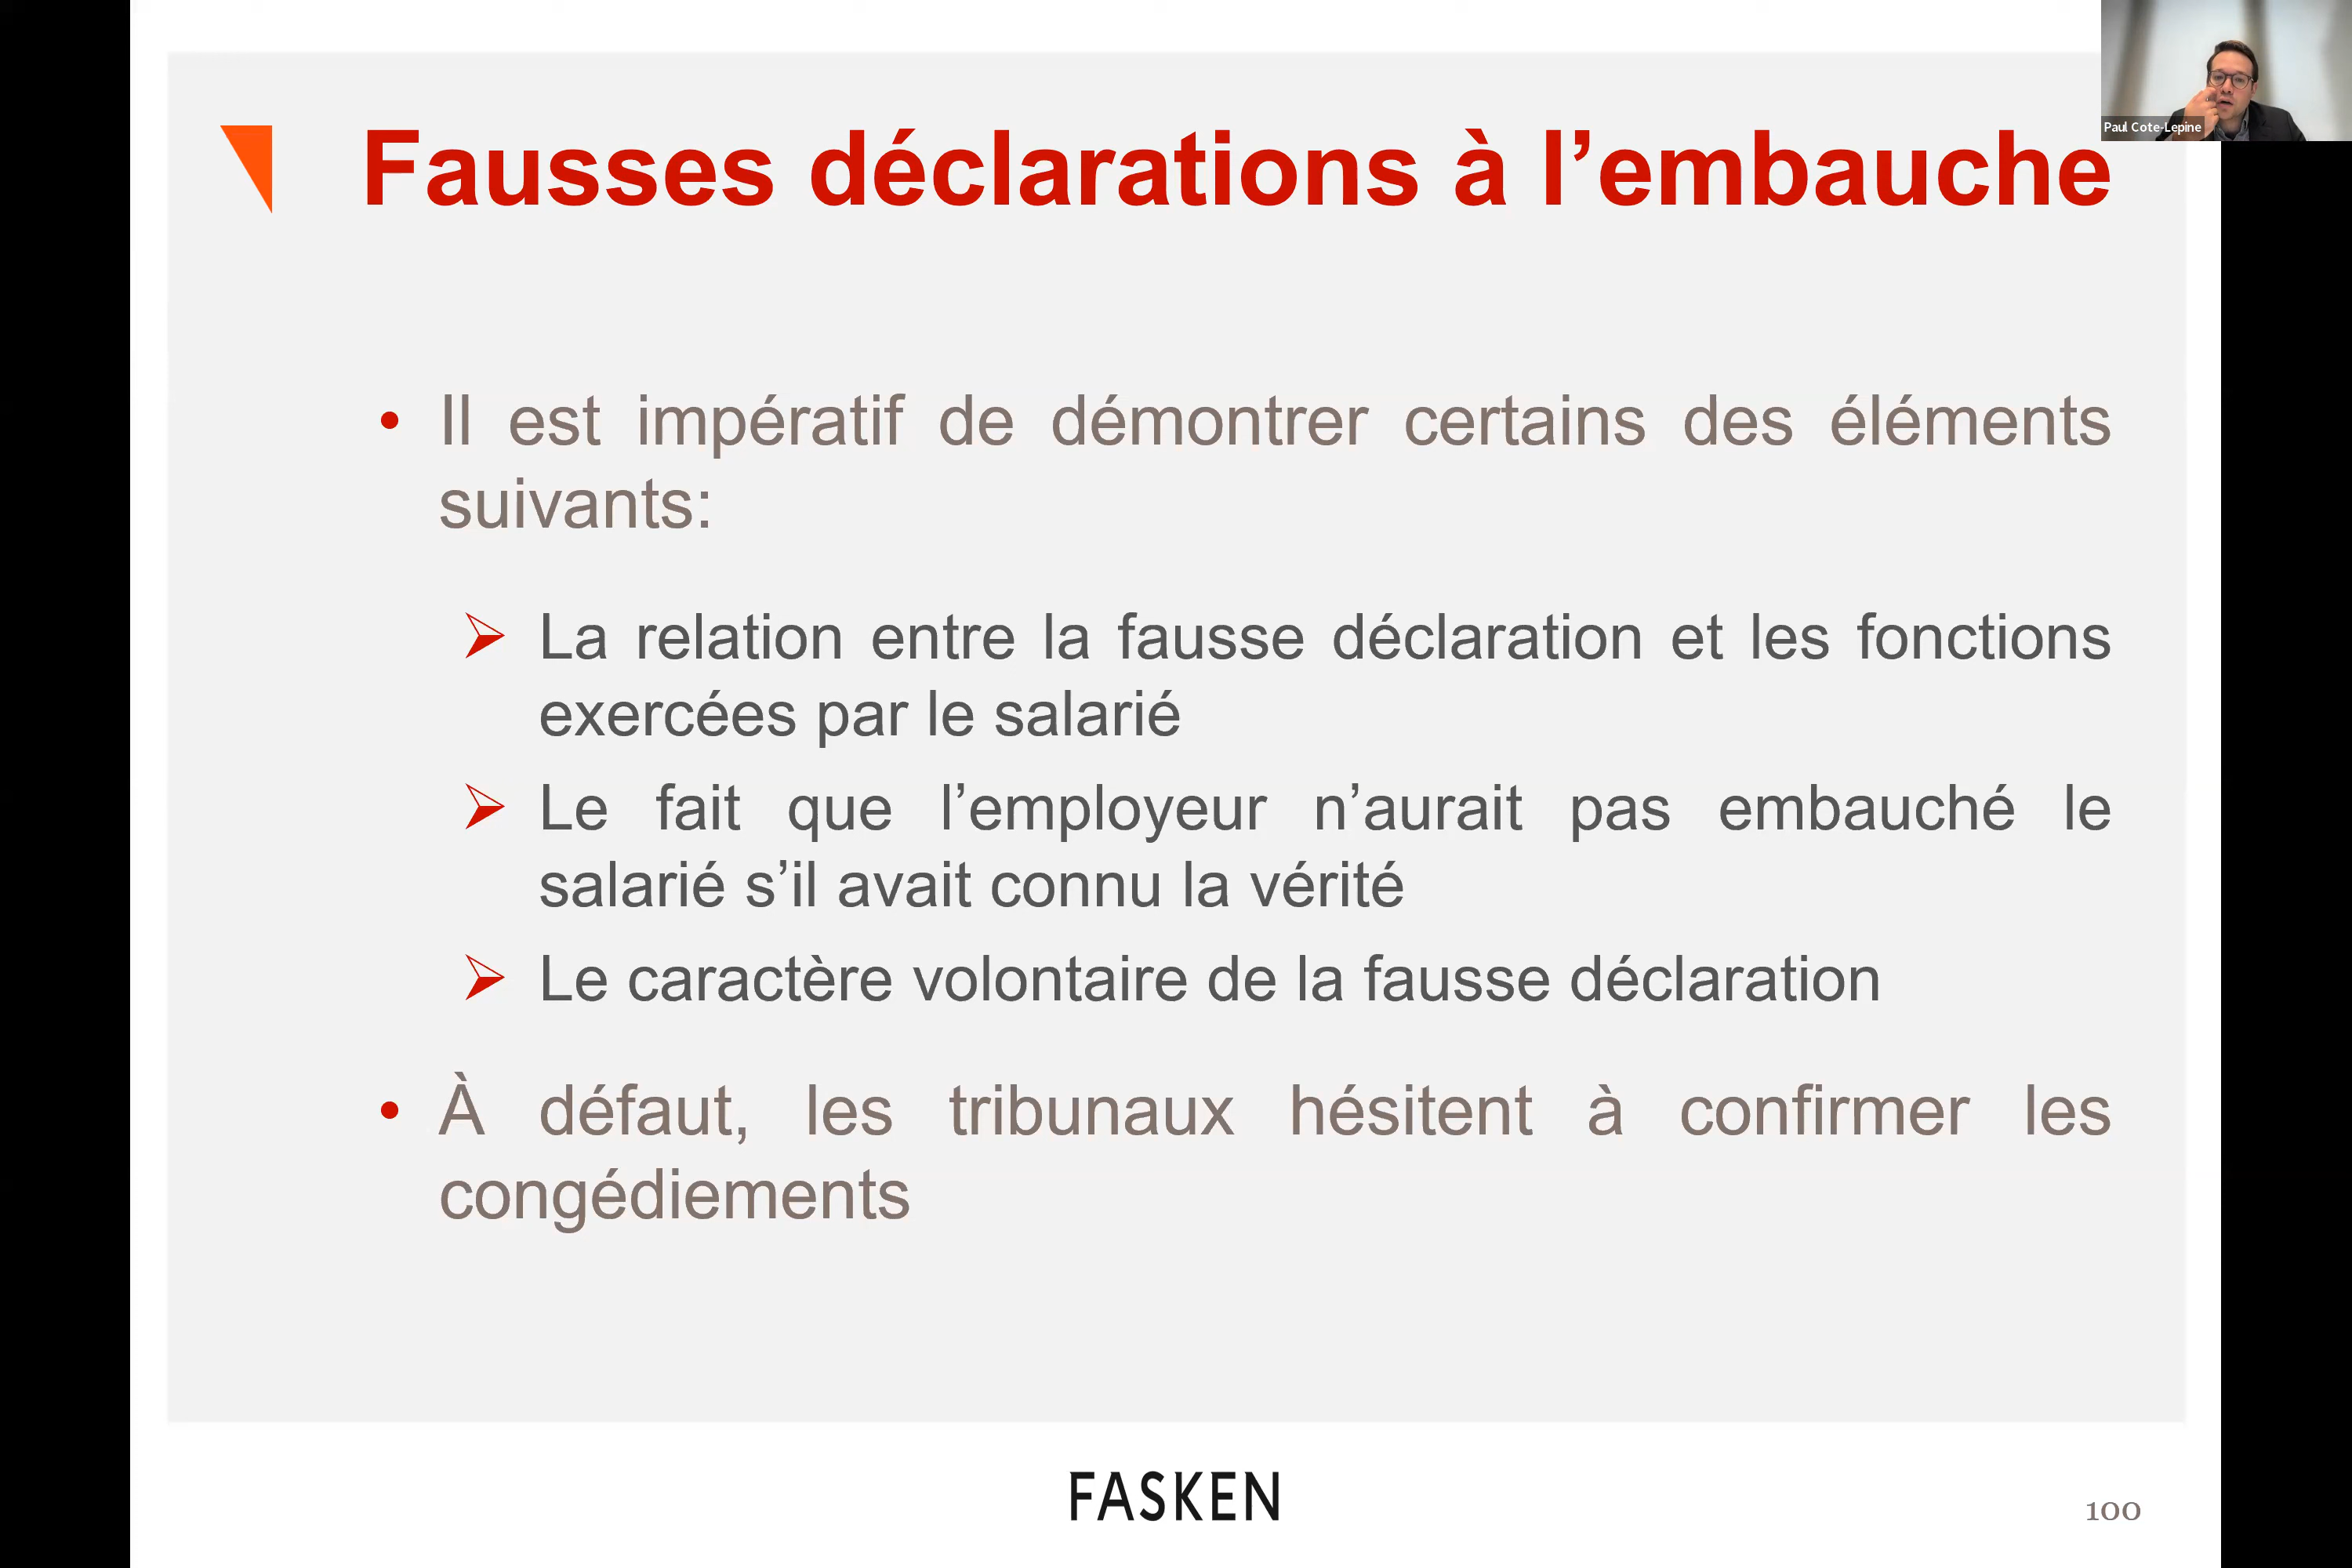 Paul Cote-Lepine
Fausses déclarations à l’embauche
• Il est impératif de démontrer certains des éléments
suivants:
➢ La relation entre la fausse déclaration et les fonctions
exercées par le salarié
➢ Le fait que l’employeur n’aurait pas embauché le
salarié s’il avait connu la vérité
➢ Le caractère volontaire de la fausse déclaration
• À défaut, les tribunaux hésitent à confirmer les
congédiements
FASKEN
100